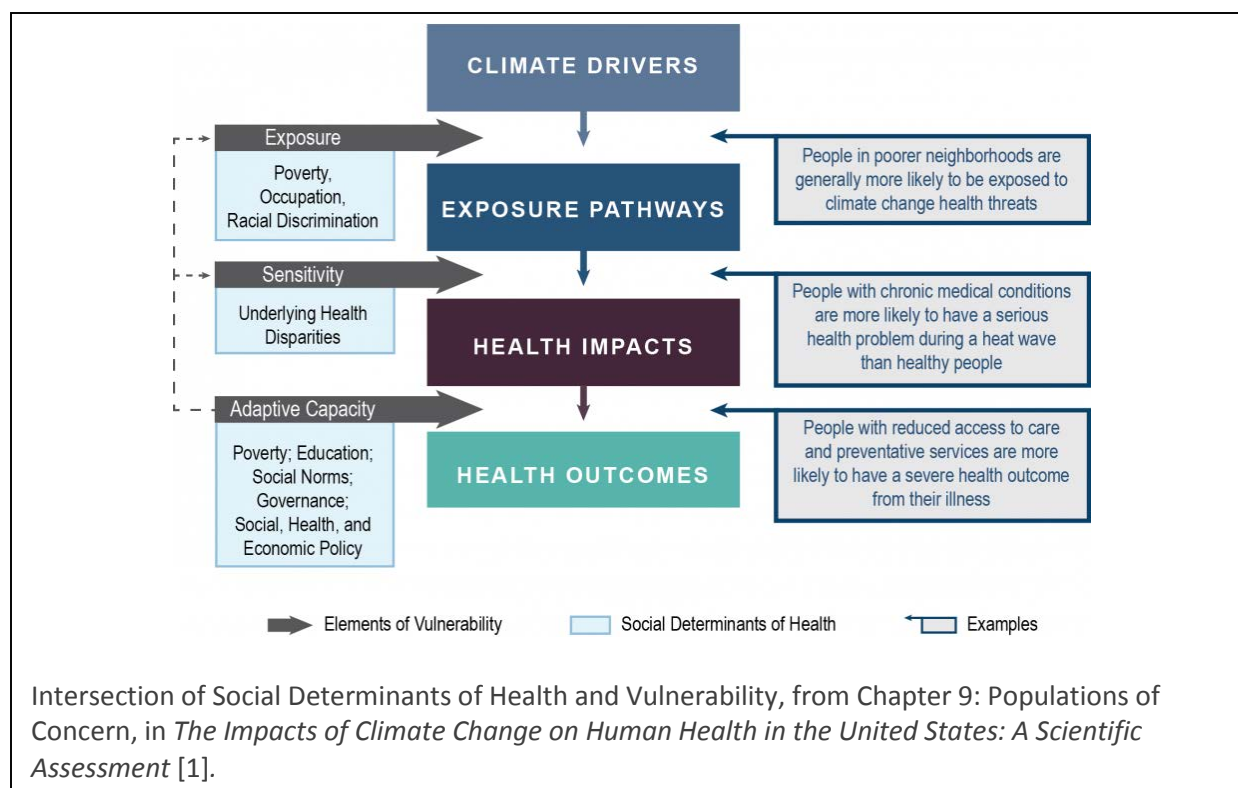 CLIMATE DRIVERS
Exposure
Poverty,
Occupation,
Racial Discrimination
People in poorer neighborhoods are
generally more likely to be exposed to
climate change health threats
EXPOSURE PATHWAYS
Sensitivity
Underlying Health
Disparities
People with chronic medical conditions
are more likely to have a serious
health problem during a heat wave
than healthy people
HEALTH IMPACTS
Adaptive Capacity
Poverty; Education;
Social Norms;
Governance;
Social, Health, and
Economic Policy
People with reduced access to care
and preventative services are more
likely to have a severe health outcome
from their illness
HEALTH OUTCOMES
Elements of Vulnerability
Social Determinants of Health
Examples
Intersection of Social Determinants of Health and Vulnerability, from Chapter 9: Populations of
Concern, in The Impacts of Climate Change on Human Health in the United States: A Scientific
Assessment [1].